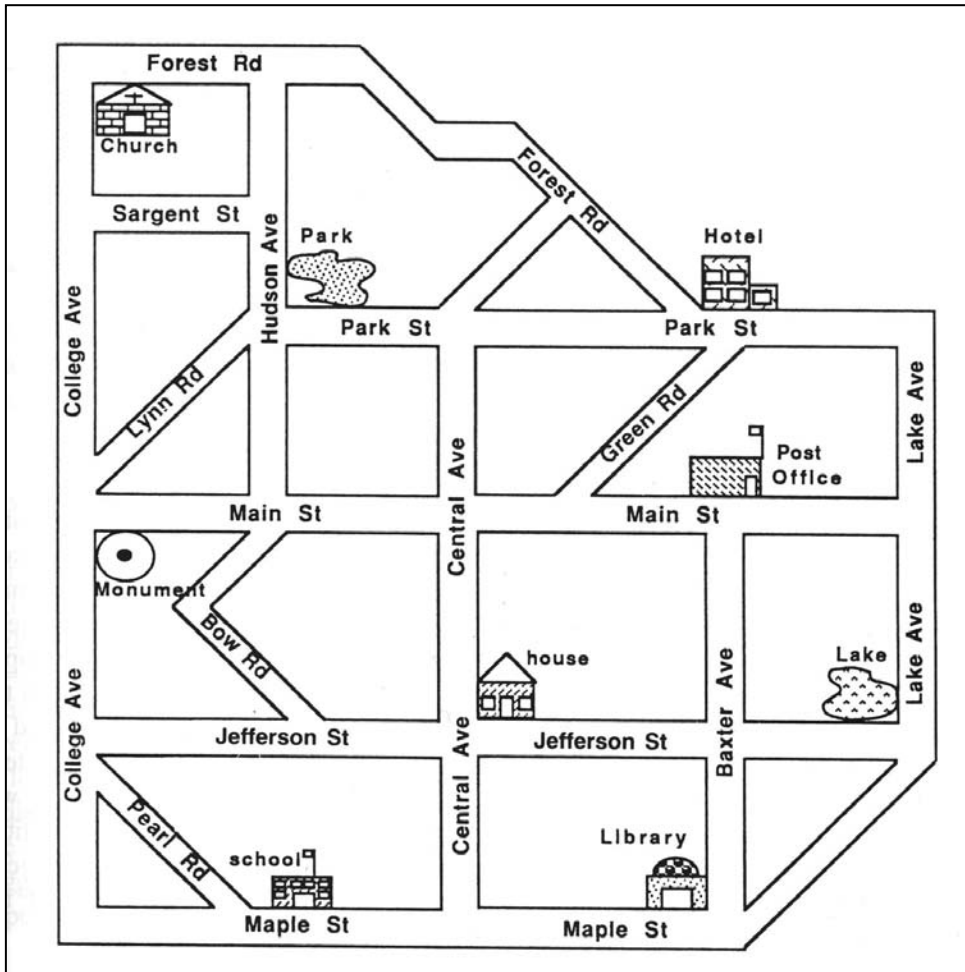 Forest Rd
Church
Forest Rd
Sargent St
Park
Hotel
Hudson Ave
College Ave
Park St
Park St
Lynn Rd
Green Rd
Lake Ave
Post
Office
Central Ave
Main St
Main St
Monument
Bow Rd
house
Lake
Lake Ave
College Ave
Jefferson St
Central Ave
Jefferson St
Baxter Ave
Pearl Rd
school
Library
Maple St
Maple St